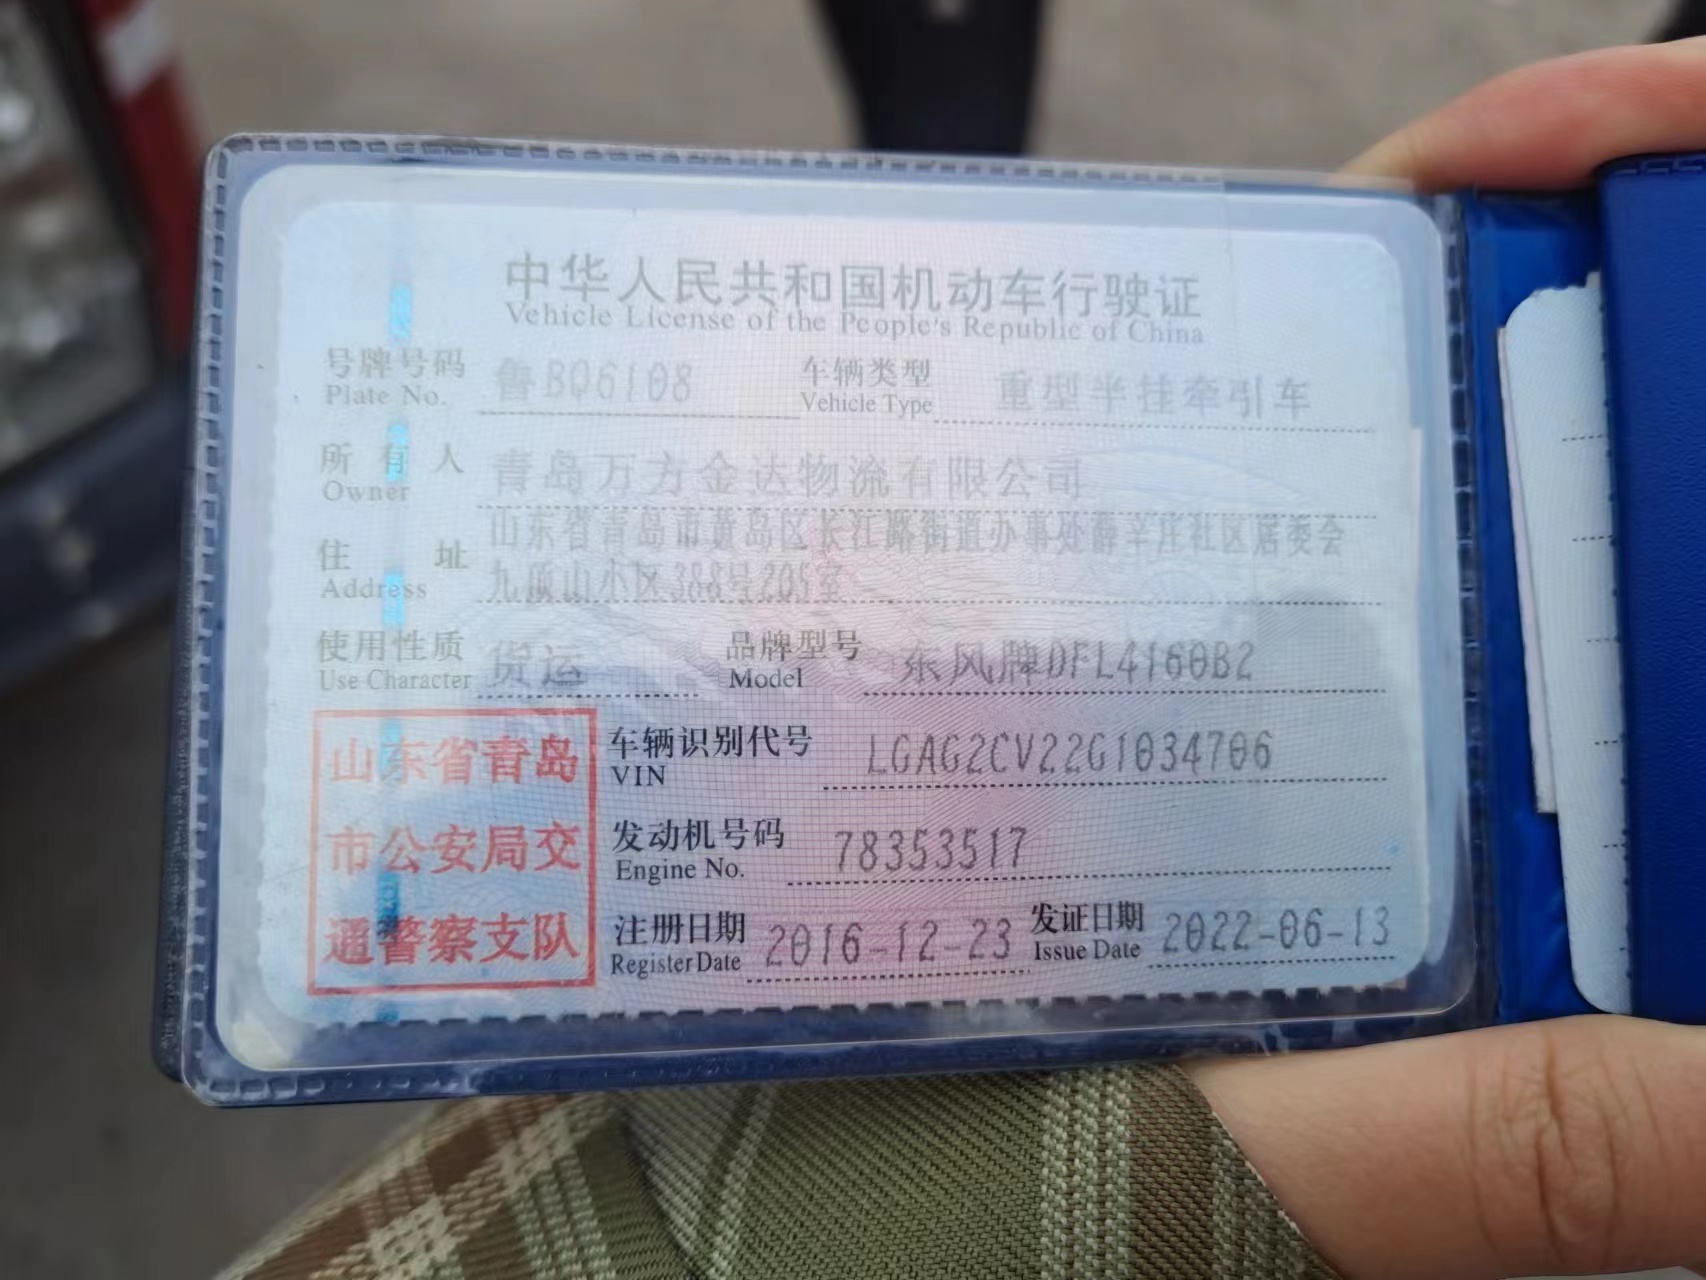 中华人民共和国机动车行驶证
Vehicle License of the People's Republic of China
号牌号码 鲁BQ6108 车辆类型 重型半挂牵引车
Plate No. Vehicle Type
所有人 青岛万方金达物流有限公司
Owner
山东省青岛市黄岛区长江路街道办事处薛辛庄社区居委会
住址 九顶山小区388号205室
Address
使用性质 货运 品牌型号 东风牌DFL4160B2
Use Character Model
山东省青岛
市公安局交
通警察支队
车辆识别代号 LGAG2CV22G1034706
VIN
发动机号码 78353517
Engine No.
注册日期 2016-12-23 发证日期 2022-06-13
Register Date Issue Date